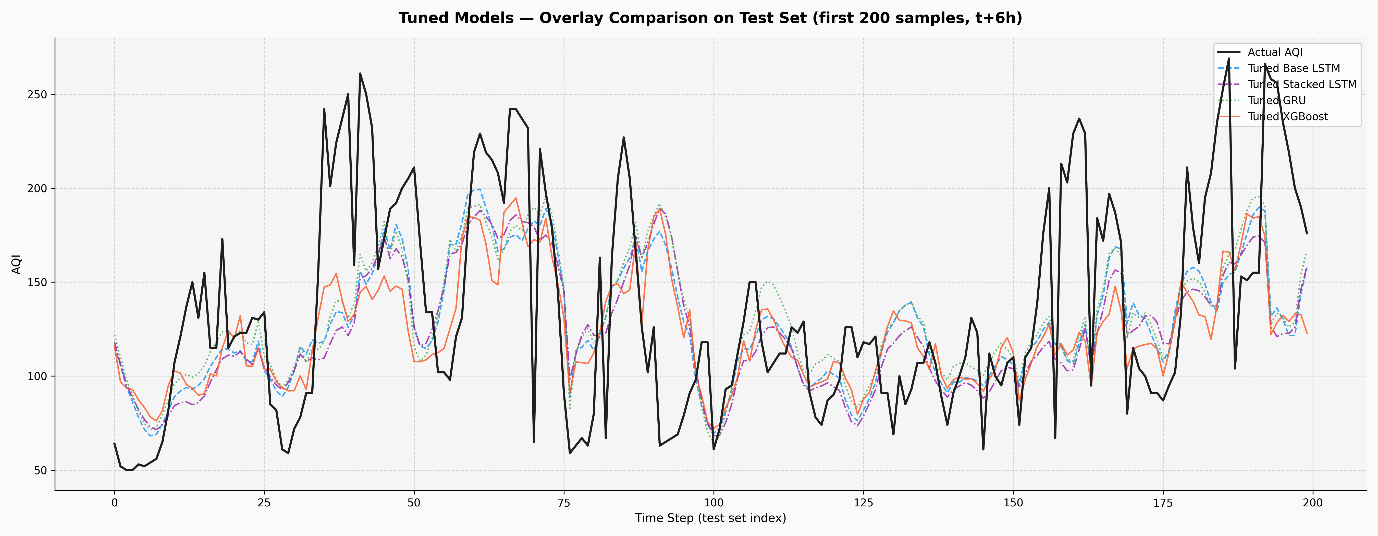 Tuned Models — Overlay Comparison on Test Set (first 200 samples, t+6h)
Actual AQI
Tuned Base LSTM
Tuned Stacked LSTM
Tuned GRU
Tuned XGBoost
AQI
250
200
150
100
50
0 25 50 75 100 125 150 175 200
Time Step (test set index)